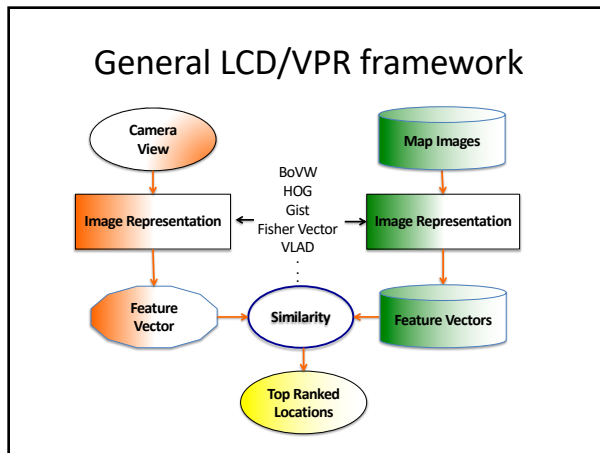 General LCD/VPR framework
Camera
View
Map Images
BoVW
HOG
Gist
Fisher Vector
VLAD
.
.
.
Image Representation
Image Representation
Feature
Vector
Similarity
Feature Vectors
Top Ranked
Locations